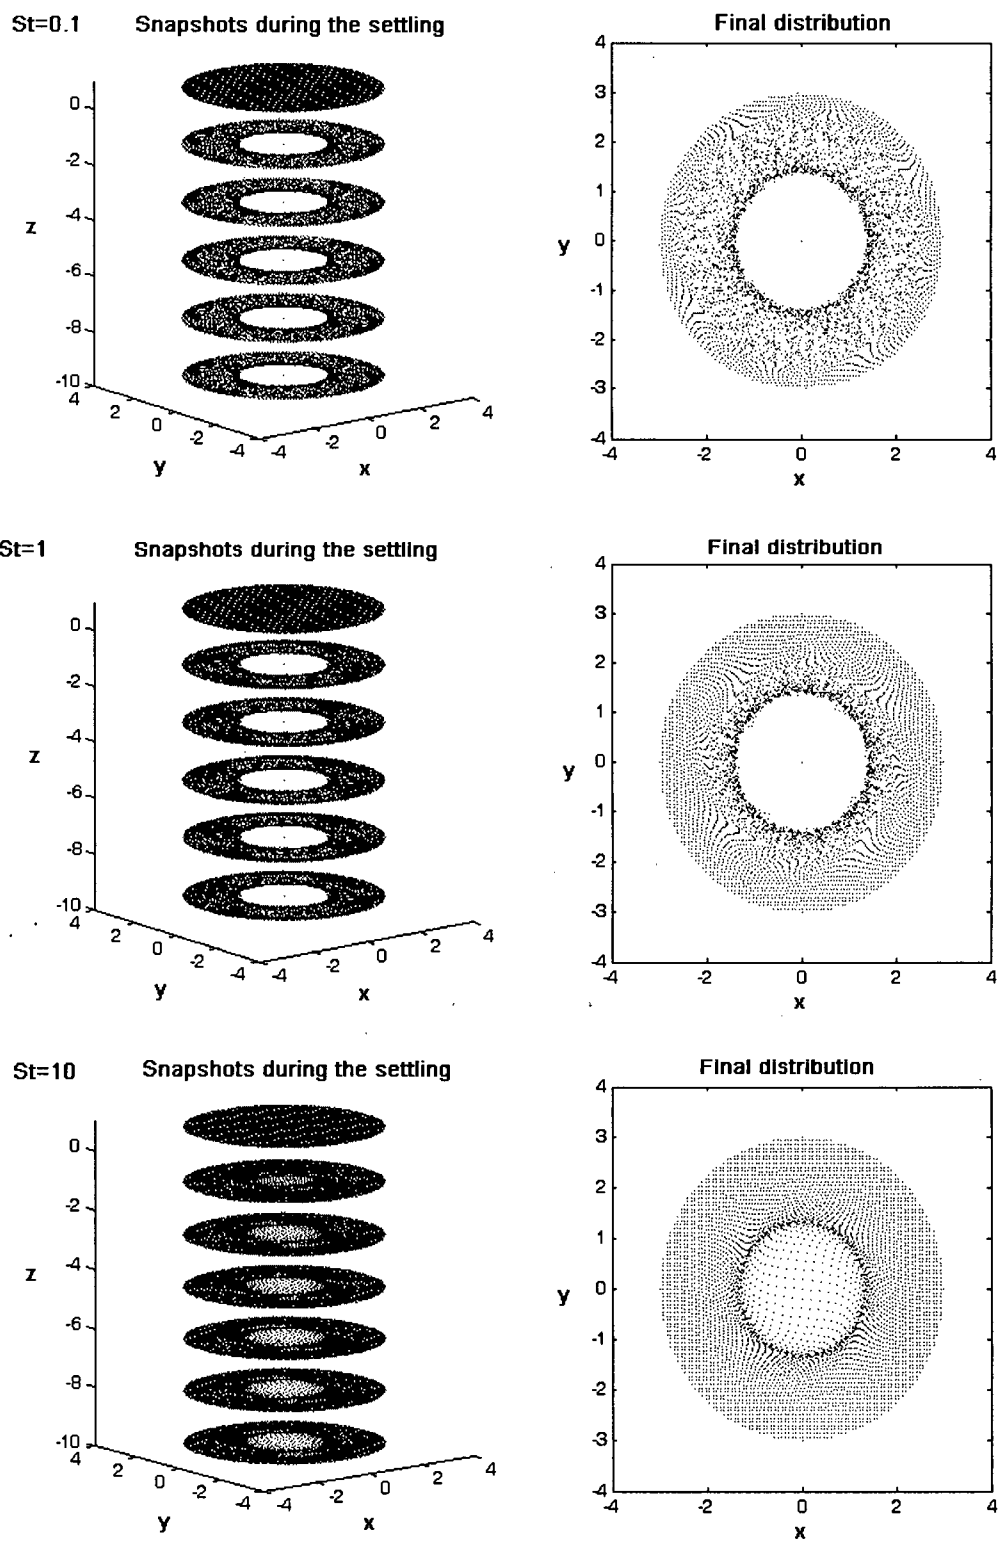 St=0.1 Snapshots during the settling
0
-2
-4
z
-6
-8
-10
4 2 0 -2 -4
y
-4 -2 0 2 4
x
Final distribution
4
3
2
1
y 0
-1
-2
-3
-4
-4 -2 0 2 4
x
St=1 Snapshots during the settling
0
-2
-4
z
-6
-8
-10
4 2 0 -2 -4
y
-4 -2 0 2 4
x
Final distribution
4
3
2
1
y 0
-1
-2
-3
-4
-4 -2 0 2 4
x
St=10 Snapshots during the settling
0
-2
-4
z
-6
-8
-10
4 2 0 -2 -4
y
-4 -2 0 2 4
x
Final distribution
4
3
2
1
y 0
-1
-2
-3
-4
-4 -2 0 2 4
x